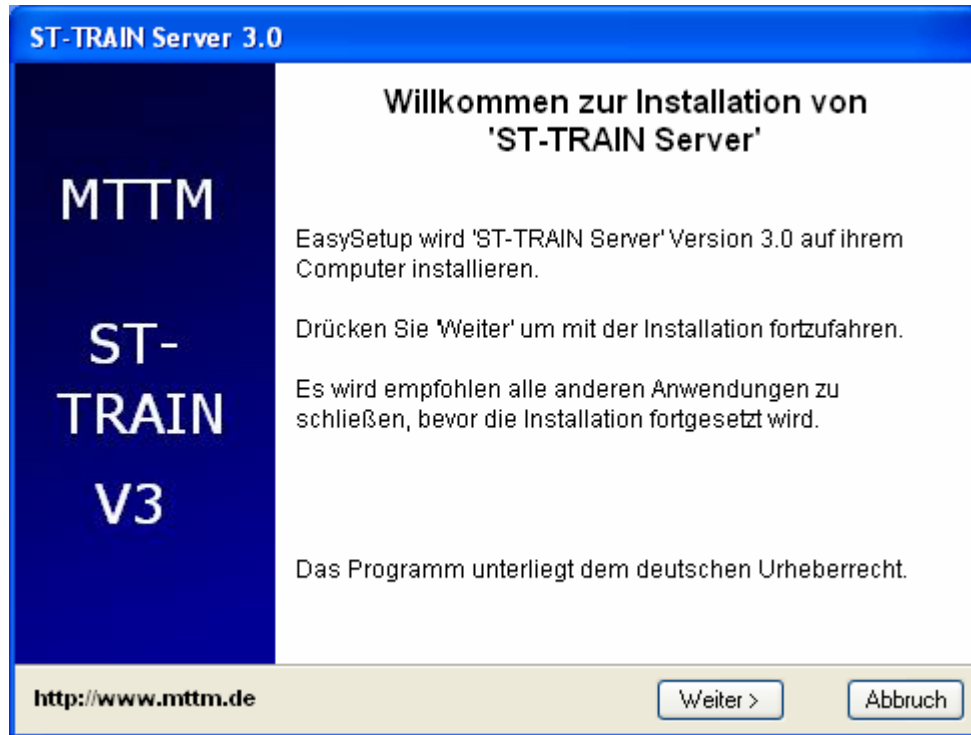 ST-TRAIN Server 3.0
MTTM
ST-
TRAIN
V3
Willkommen zur Installation von
'ST-TRAIN Server'
EasySetup wird 'ST-TRAIN Server' Version 3.0 auf ihrem
Computer installieren.
Drücken Sie 'Weiter' um mit der Installation fortzufahren.
Es wird empfohlen alle anderen Anwendungen zu
schließen, bevor die Installation fortgesetzt wird.
Das Programm unterliegt dem deutschen Urheberrecht.
http://www.mttm.de
Weiter >
Abbruch